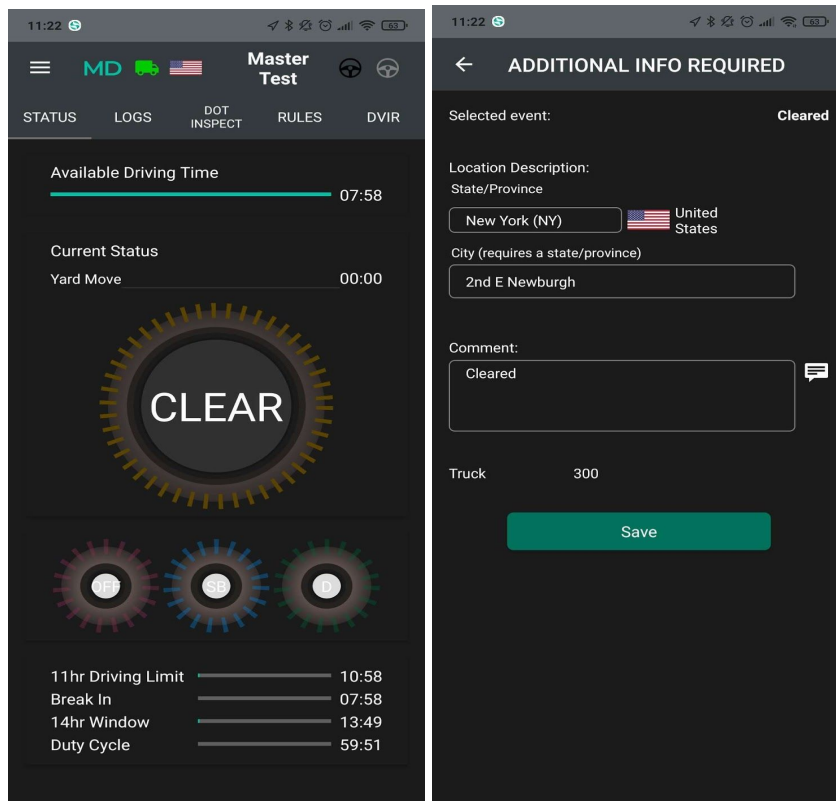 11:22
63
MD
Master
Test
STATUS
LOGS
DOT
INSPECT
RULES
DVIR
Available Driving Time
07:58
Current Status
Yard Move 00:00
CLEAR
OFF SB D
11hr Driving Limit 10:58
Break In 07:58
14hr Window 13:49
Duty Cycle 59:51
11:22
63
ADDITIONAL INFO REQUIRED
Selected event: Cleared
Location Description:
State/Province
New York (NY)
United
States
City (requires a state/province)
2nd E Newburgh
Comment:
Cleared
Truck 300
Save